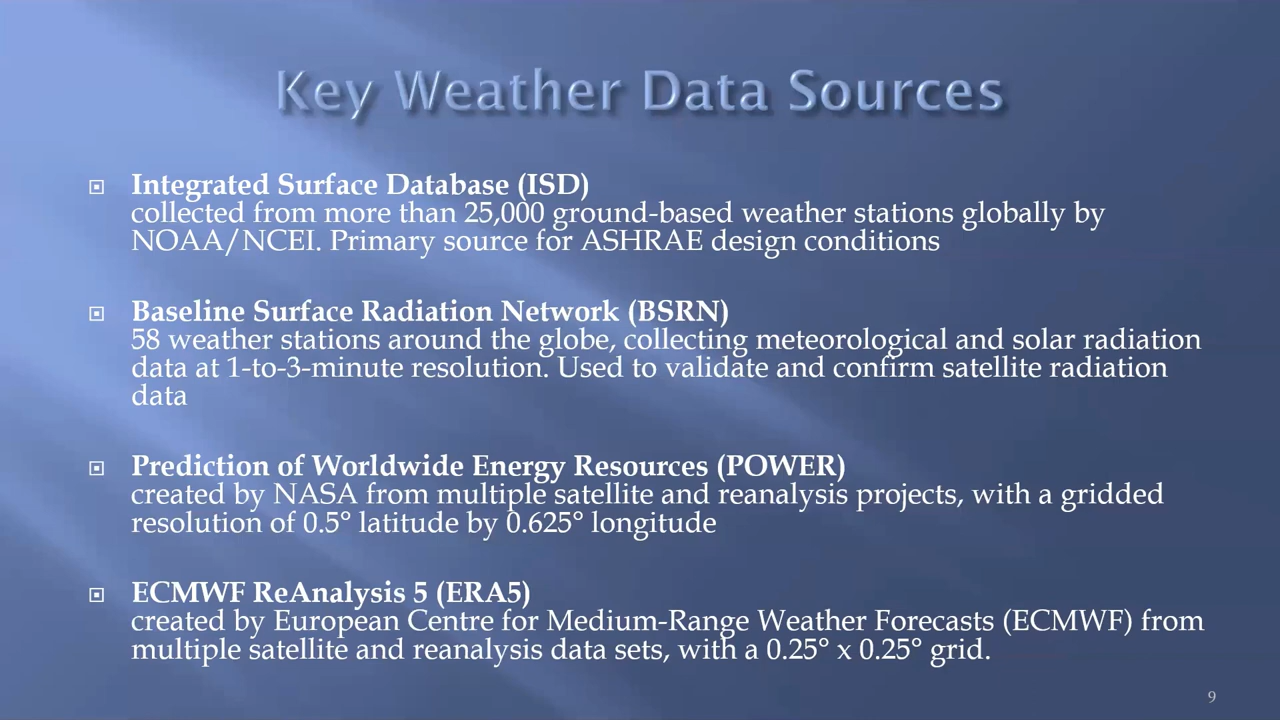 Key Weather Data Sources
Integrated Surface Database (ISD)
collected from more than 25,000 ground-based weather stations globally by
NOAA/NCEI. Primary source for ASHRAE design conditions
Baseline Surface Radiation Network (BSRN)
58 weather stations around the globe, collecting meteorological and solar radiation
data at 1-to-3-minute resolution. Used to validate and confirm satellite radiation
data
Prediction of Worldwide Energy Resources (POWER)
created by NASA from multiple satellite and reanalysis projects, with a gridded
resolution of 0.5° latitude by 0.625° longitude
ECMWF ReAnalysis 5 (ERA5)
created by European Centre for Medium-Range Weather Forecasts (ECMWF) from
multiple satellite and reanalysis data sets, with a 0.25° x 0.25° grid.
9